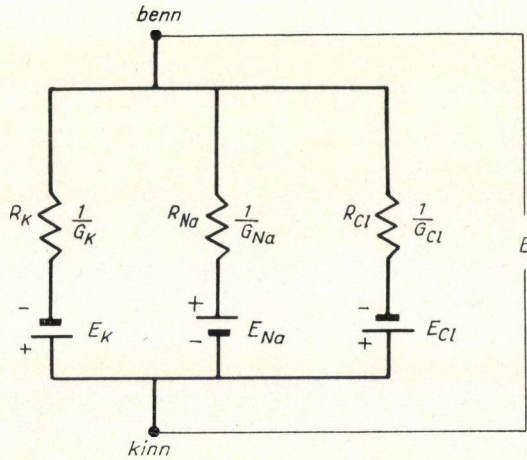 benn
R_K 1/G_K R_Na 1/G_Na R_Cl 1/G_Cl
E
- + -
E_K E_Na E_Cl
+ - +
kinn